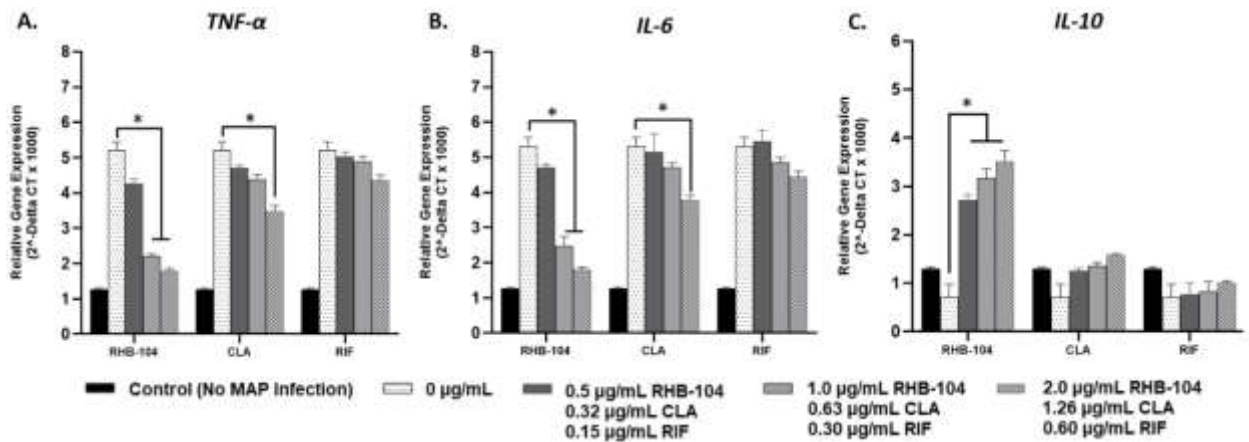 A.
TNF-α
B.
IL-6
C.
IL-10
Relative Gene Expression
(2^-Delta CT x 1000)
8
7
6
5
4
3
2
1
0
*
*
RHB-104
CLA
RIF
Relative Gene Expression
(2^-Delta CT x 1000)
8
7
6
5
4
3
2
1
0
*
*
RHB-104
CLA
RIF
Relative Gene Expression
(2^-Delta CT x 1000)
6
5
4
3
2
1
0
*
RHB-104
CLA
RIF
Control (No MAP Infection)
0 µg/mL
0.5 µg/mL RHB-104
0.32 µg/mL CLA
0.15 µg/mL RIF
1.0 µg/mL RHB-104
0.63 µg/mL CLA
0.30 µg/mL RIF
2.0 µg/mL RHB-104
1.26 µg/mL CLA
0.60 µg/mL RIF